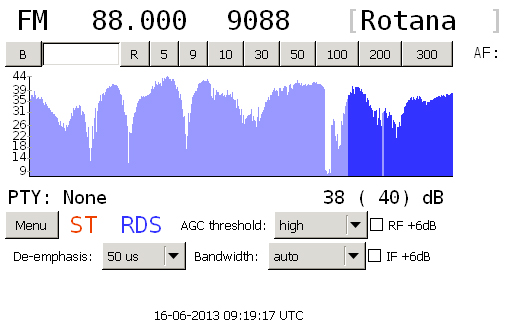 FM 88.000 9088 [Rotana ]
B R 5 9 10 30 50 100 200 300 AF:
44
39
35
31
26
22
18
14
9
PTY: None 38 ( 40) dB
Menu ST RDS AGC threshold: high RF +6dB
De-emphasis: 50 us Bandwidth: auto IF +6dB
16-06-2013 09:19:17 UTC